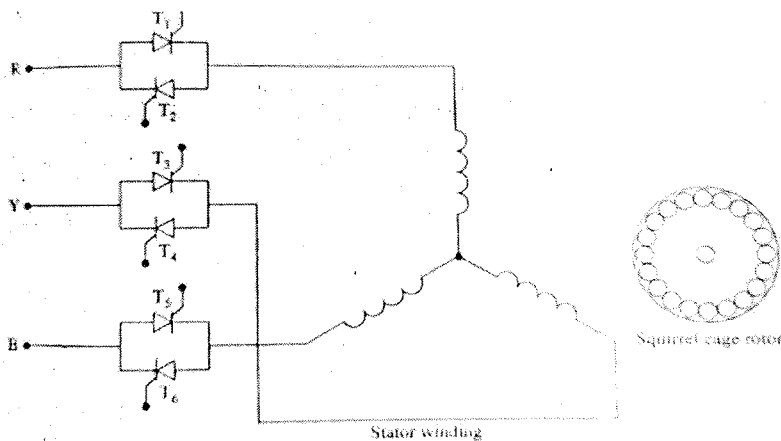 T1
R
T2
T3
Y
T4
T5
B
T6
Squirrel cage rotor
Stator winding